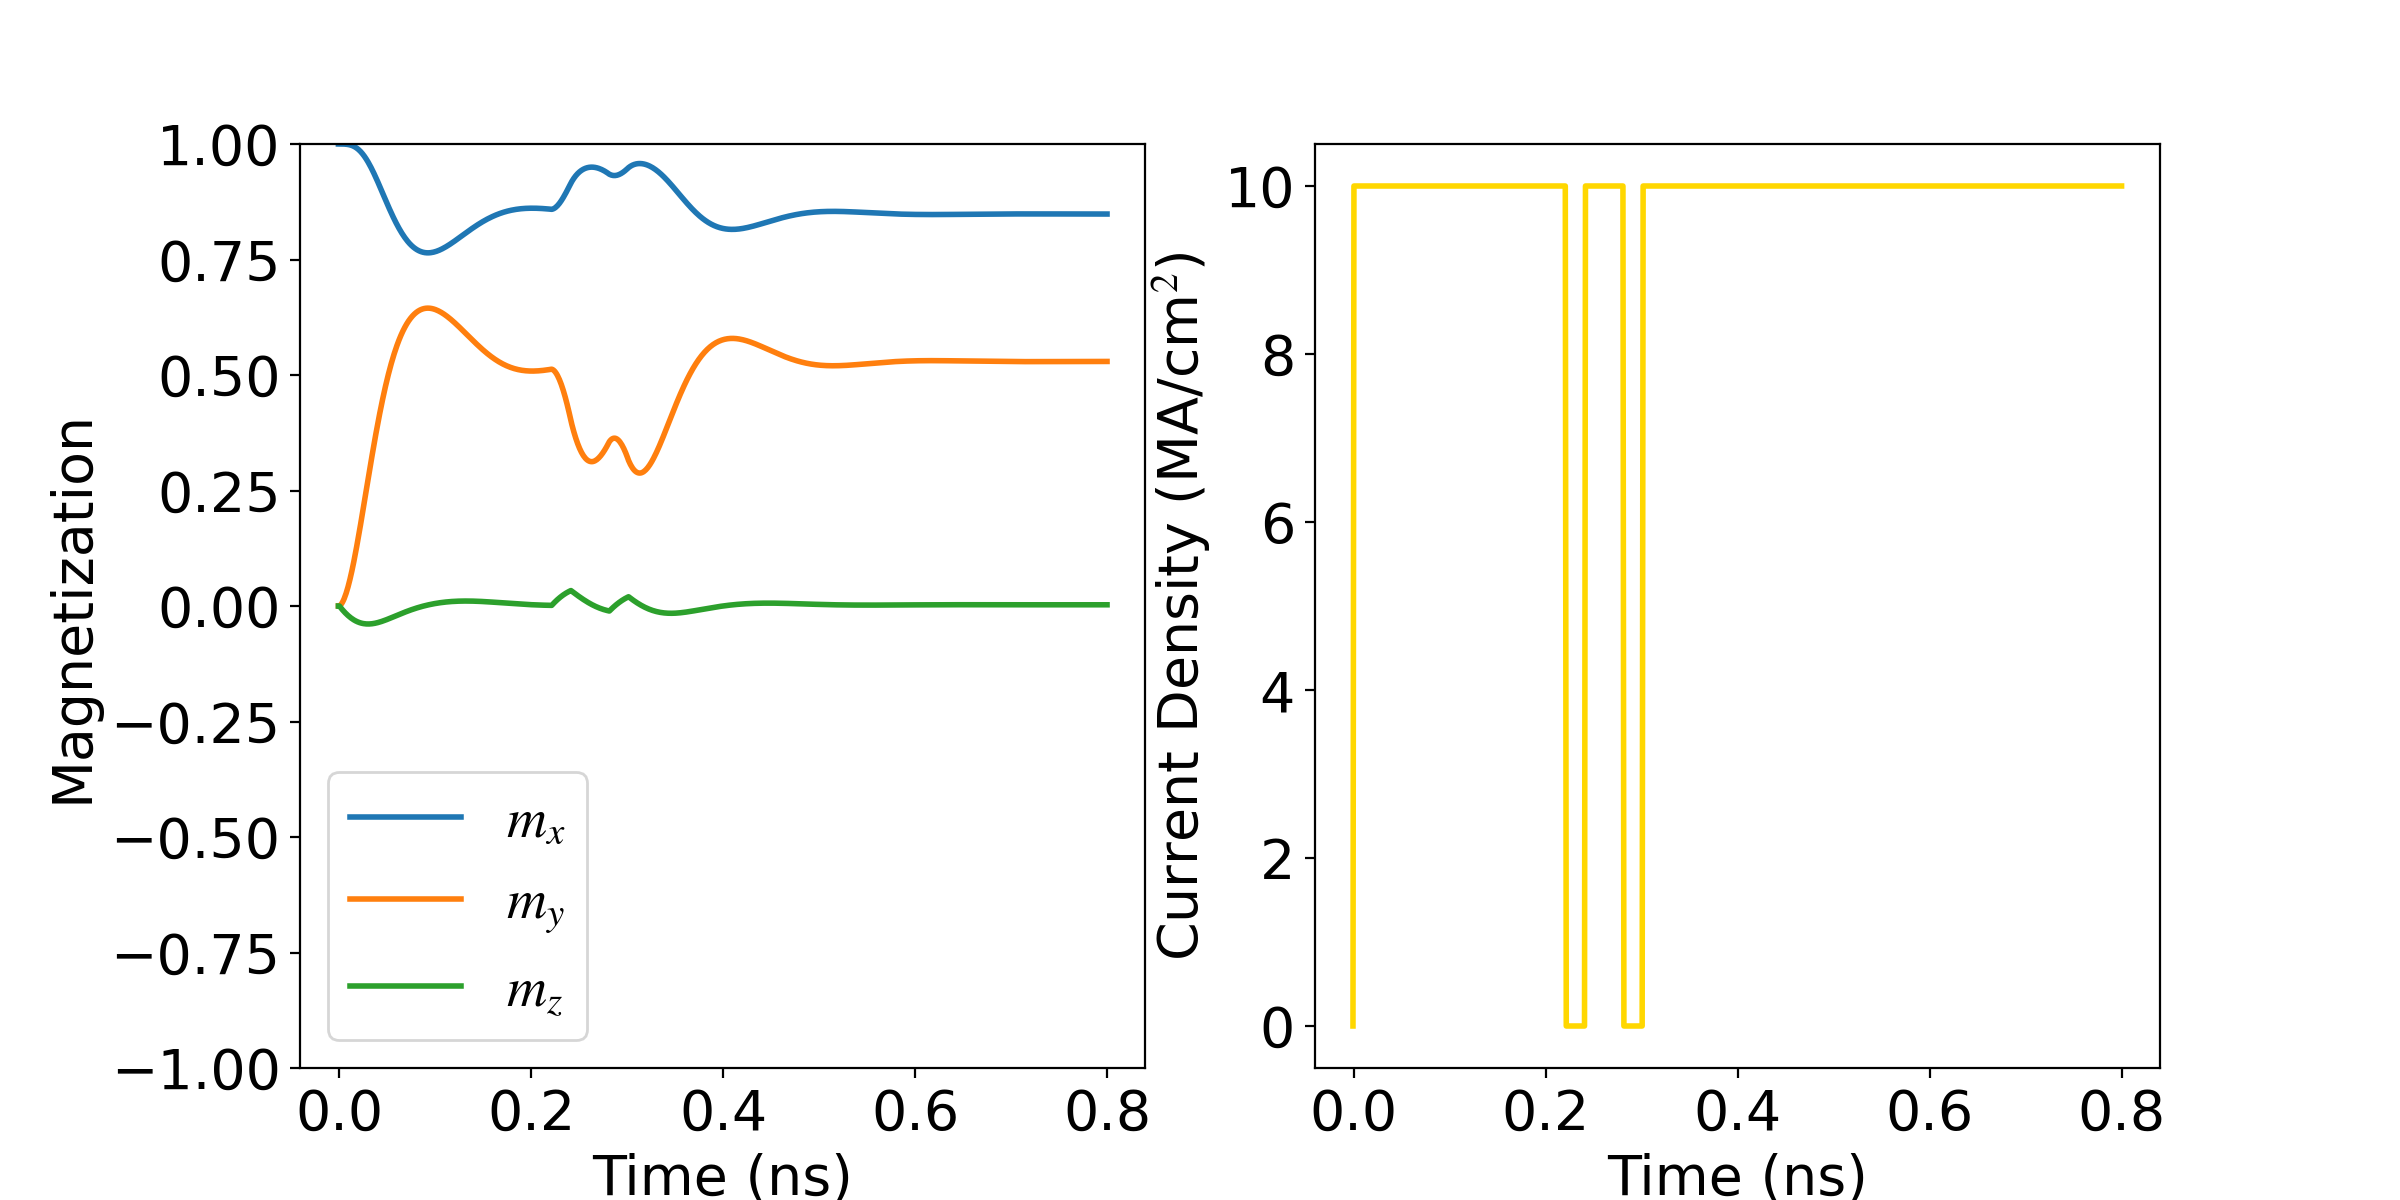 Magnetization
1.00
0.75
0.50
0.25
0.00
−0.25
−0.50
−0.75
−1.00
m_x
m_y
m_z
0.0 0.2 0.4 0.6 0.8
Time (ns)
Current Density (MA/cm²)
10
8
6
4
2
0
0.0 0.2 0.4 0.6 0.8
Time (ns)